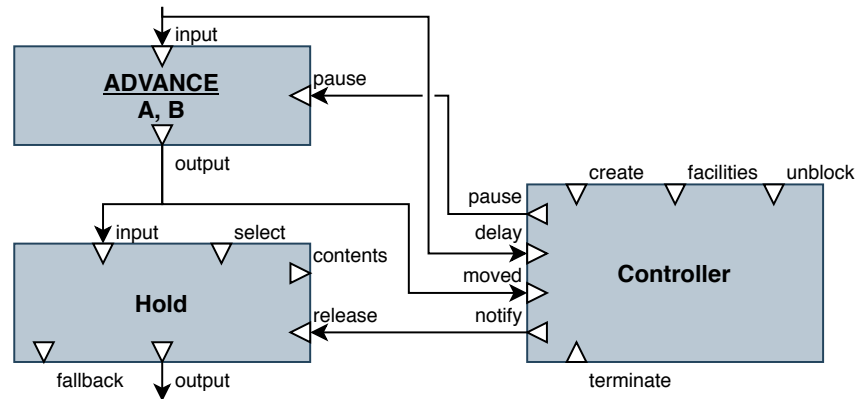 input
ADVANCE
A, B
pause
output
create
facilities
unblock
pause
delay
moved
notify
Controller
terminate
input
select
contents
Hold
release
fallback
output